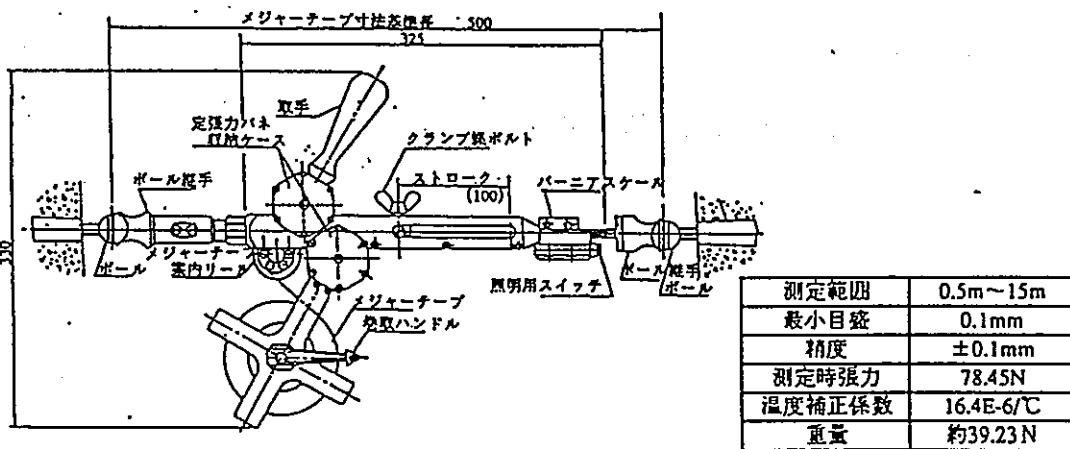 メジャーテープ寸法基準長 500
325
330
取手
定張力バネ
収納ケース
クランプ蝶ボルト
ボール継手
ストローク
(100)
バーニアスケール
メジャーテープ
案内リール
ボール
照明用スイッチ
ボール継手
ボール
メジャーテープ
巻取ハンドル
測定範囲 0.5m～15m
最小目盛 0.1mm
精度 ±0.1mm
測定時張力 78.45N
温度補正係数 16.4E-6/℃
重量 約39.23N